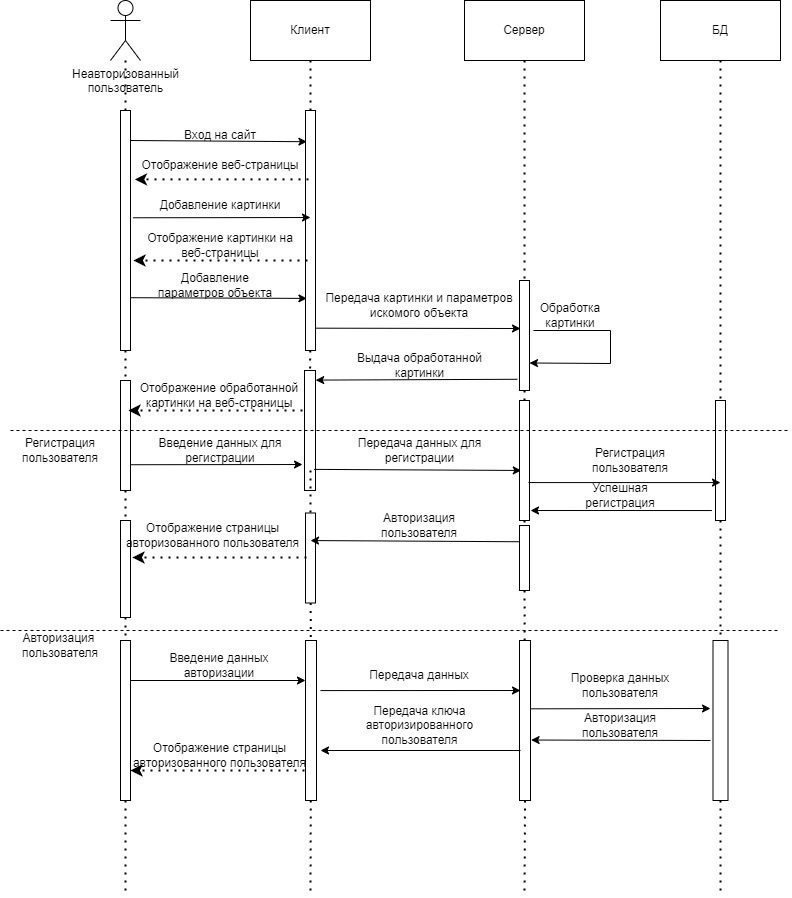 Клиент
Сервер
БД
Неавторизованный
пользователь
Вход на сайт
Отображение веб-страницы
Добавление картинки
Отображение картинки на
веб-страницы
Добавление
параметров объекта
Передача картинки и параметров
искомого объекта
Обработка
картинки
Выдача обработанной
картинки
Отображение обработанной
картинки на веб-страницы
Регистрация
пользователя
Введение данных для
регистрации
Передача данных для
регистрации
Регистрация
пользователя
Успешная
регистрация
Авторизация
пользователя
Отображение страницы
авторизованного пользователя
Авторизация
пользователя
Введение данных
авторизации
Передача данных
Проверка данных
пользователя
Передача ключа
авторизированного
пользователя
Авторизация
пользователя
Отображение страницы
авторизованного пользователя